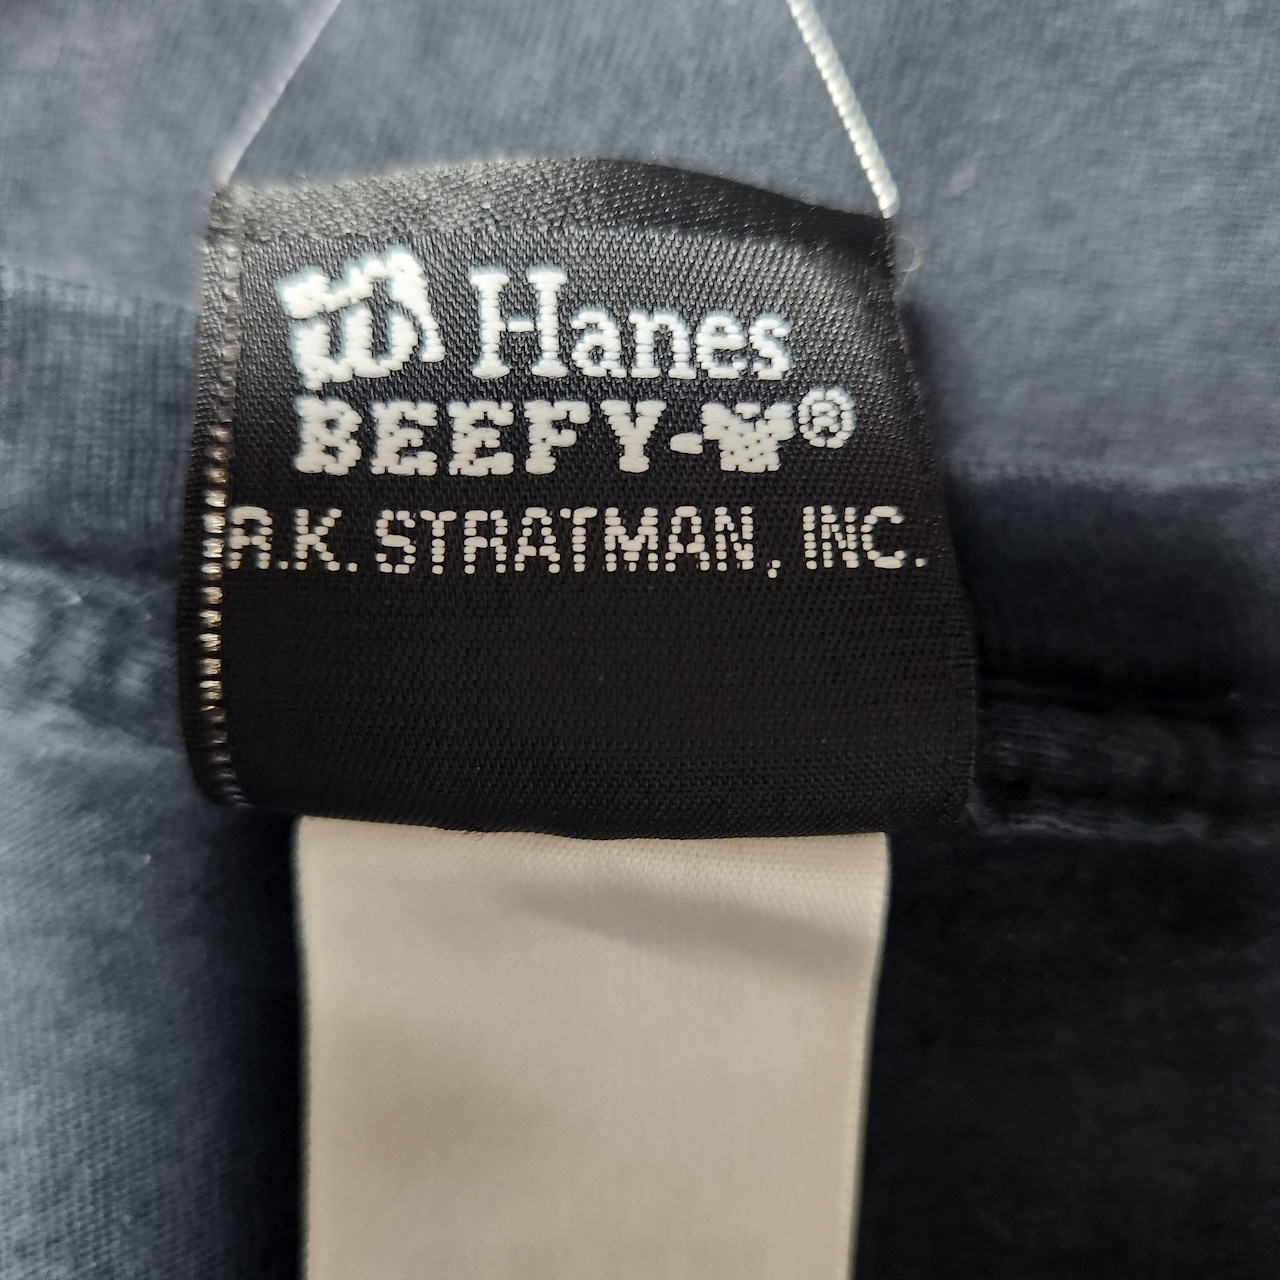 Hanes
BEEFY-®
R.K. STRATMAN, INC.